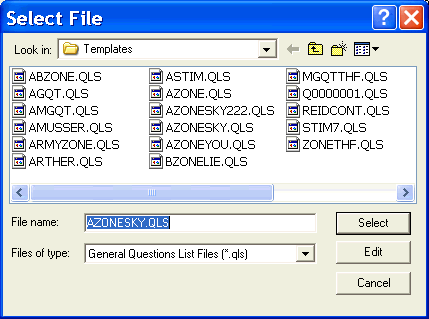 Select File
Look in: Templates
ABZONE.QLS ASTIM.QLS MGQTTHF.QLS
AGQT.QLS AZONE.QLS Q0000001.QLS
AMGQT.QLS AZONESKY222.QLS REIDCONT.QLS
AMUSSER.QLS AZONESKY.QLS STIM7.QLS
ARMYZONE.QLS AZONEYOU.QLS ZONETHF.QLS
ARTHER.QLS BZONELIE.QLS
File name: AZONESKY.QLS Select
Files of type: General Questions List Files (*.qls) Edit
Cancel